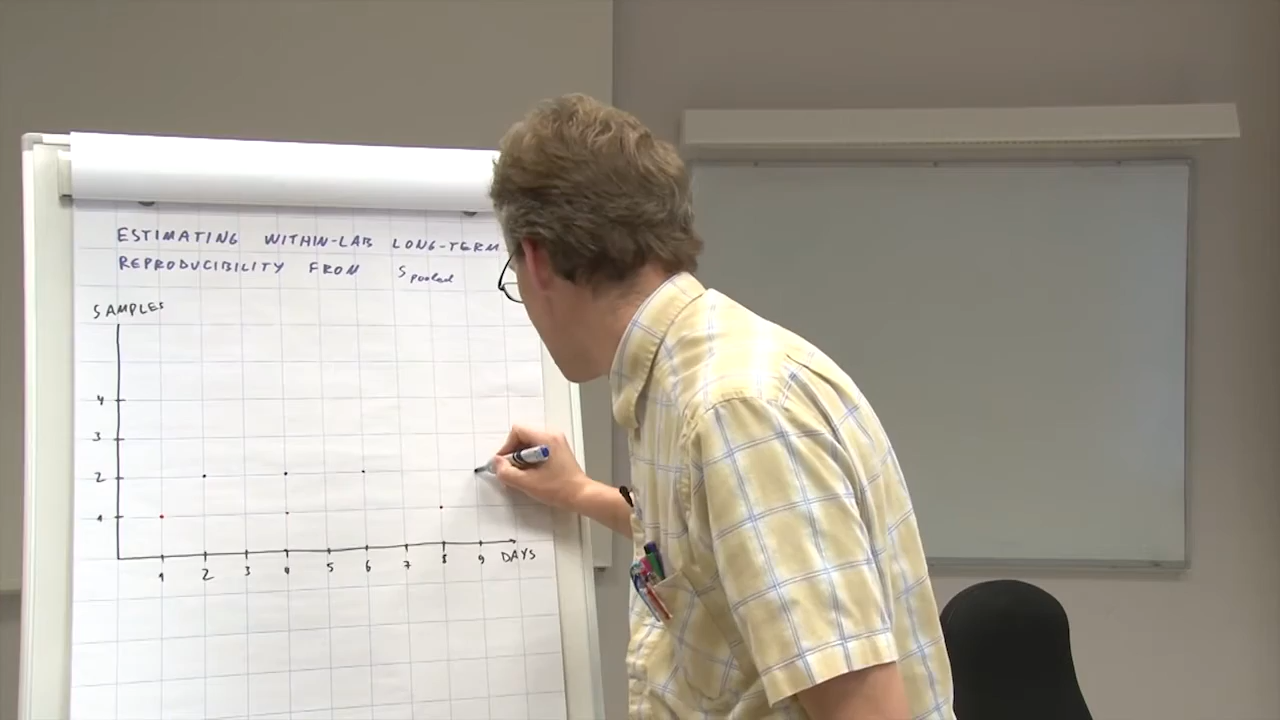 ESTIMATING WITHIN-LAB LONG-TERM
REPRODUCIBILITY FROM Spooled
SAMPLES
4
3
2
1
1 2 3 4 5 6 7 8 9 DAYS